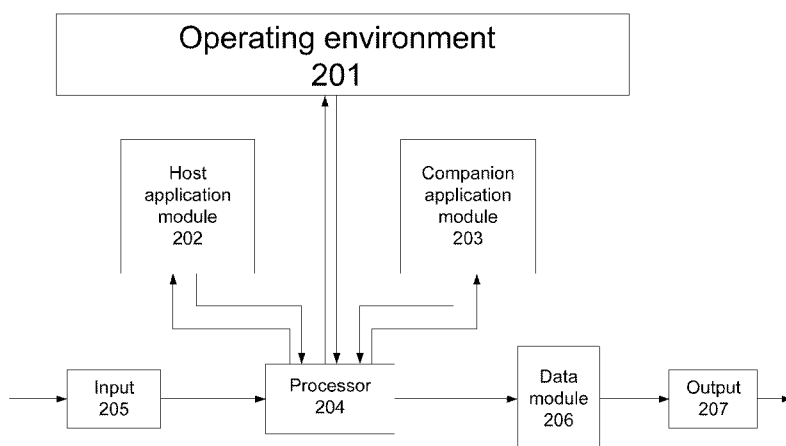 Operating environment
201
Host
application
module
202
Companion
application
module
203
Input
205
Processor
204
Data
module
206
Output
207